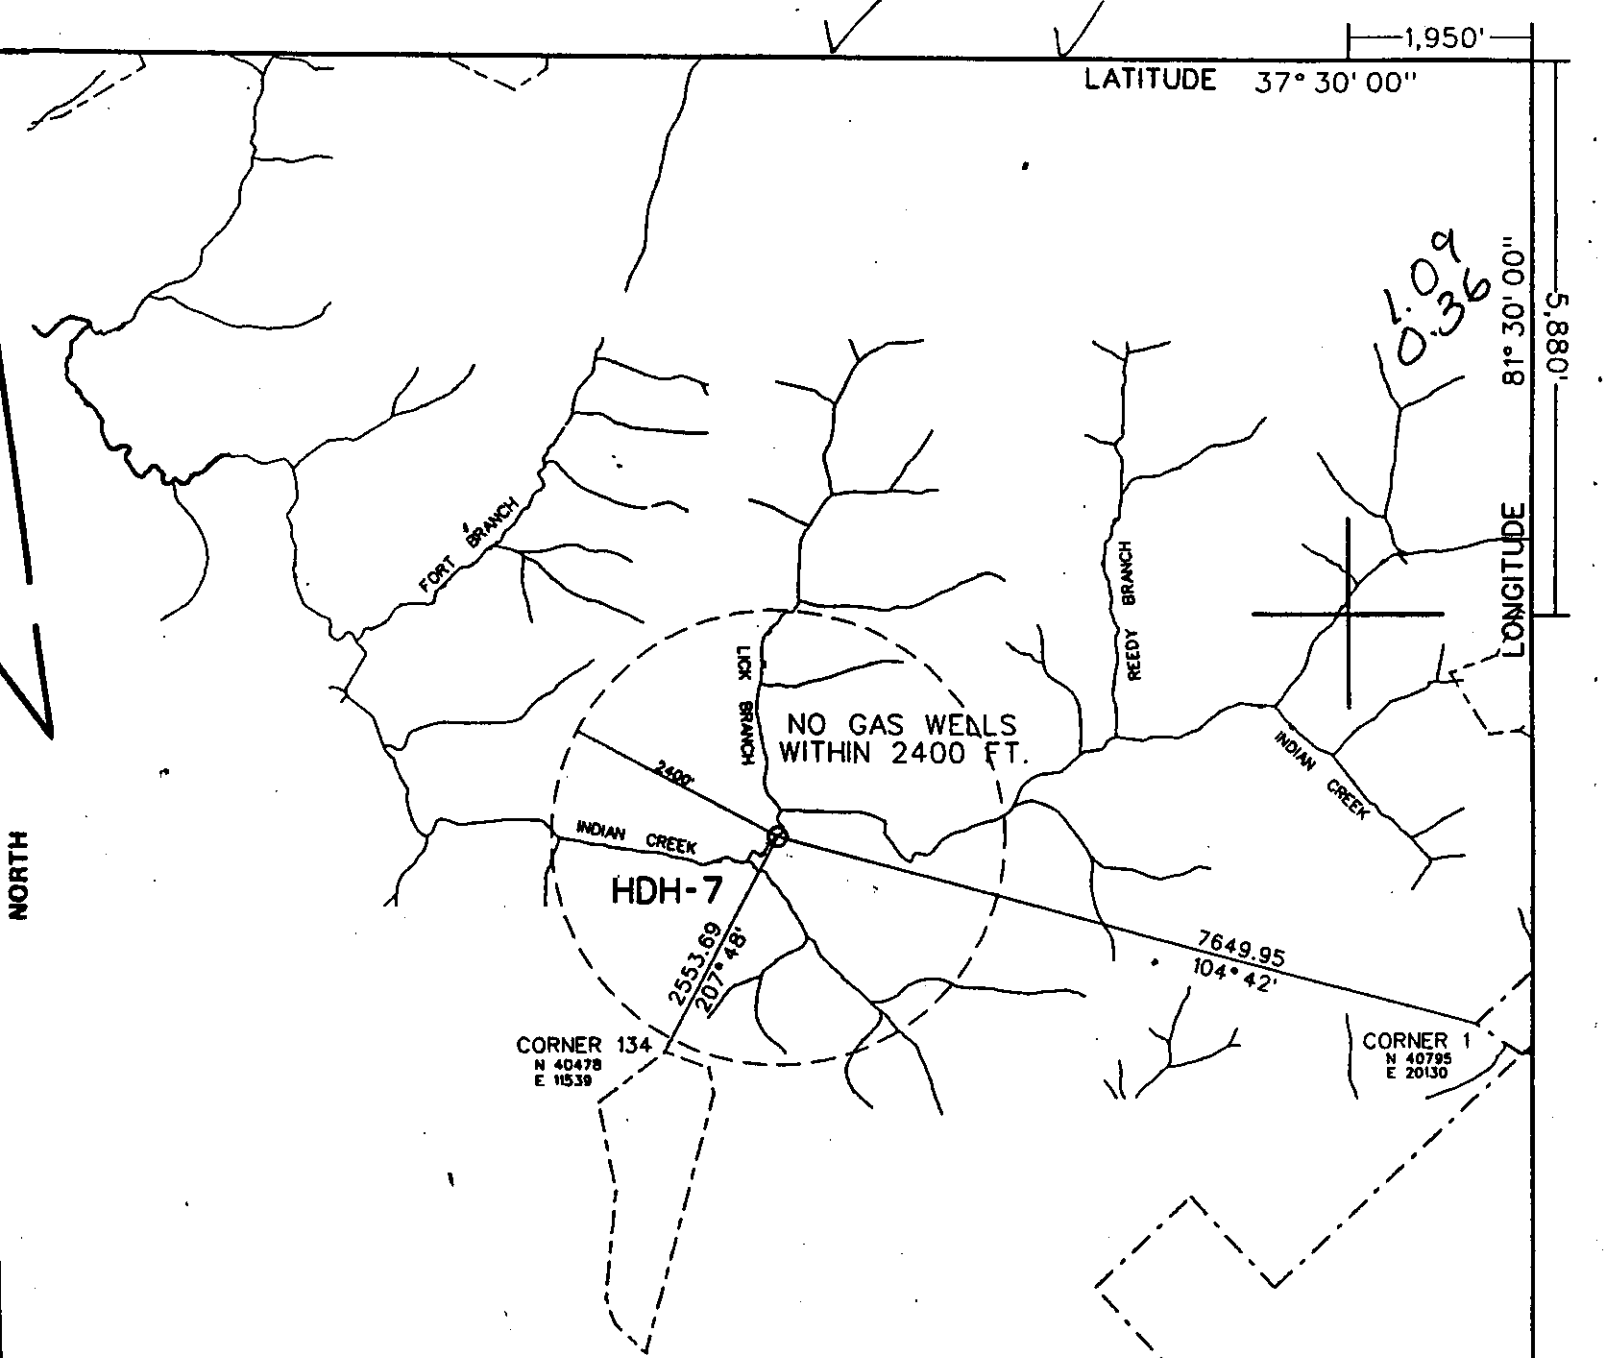 1,950'
LATITUDE 37° 30' 00"
1.09
0.36
81° 30' 00"
LONGITUDE
5,880'
FORT BRANCH
LICK BRANCH
REEDY BRANCH
NO GAS WELLS
WITHIN 2400 FT.
2400'
INDIAN CREEK
INDIAN CREEK
NORTH
HDH-7
2553.69
207° 48'
7649.95
104° 42'
CORNER 134
N 40478
E 11539
CORNER 1
N 40795
E 20130